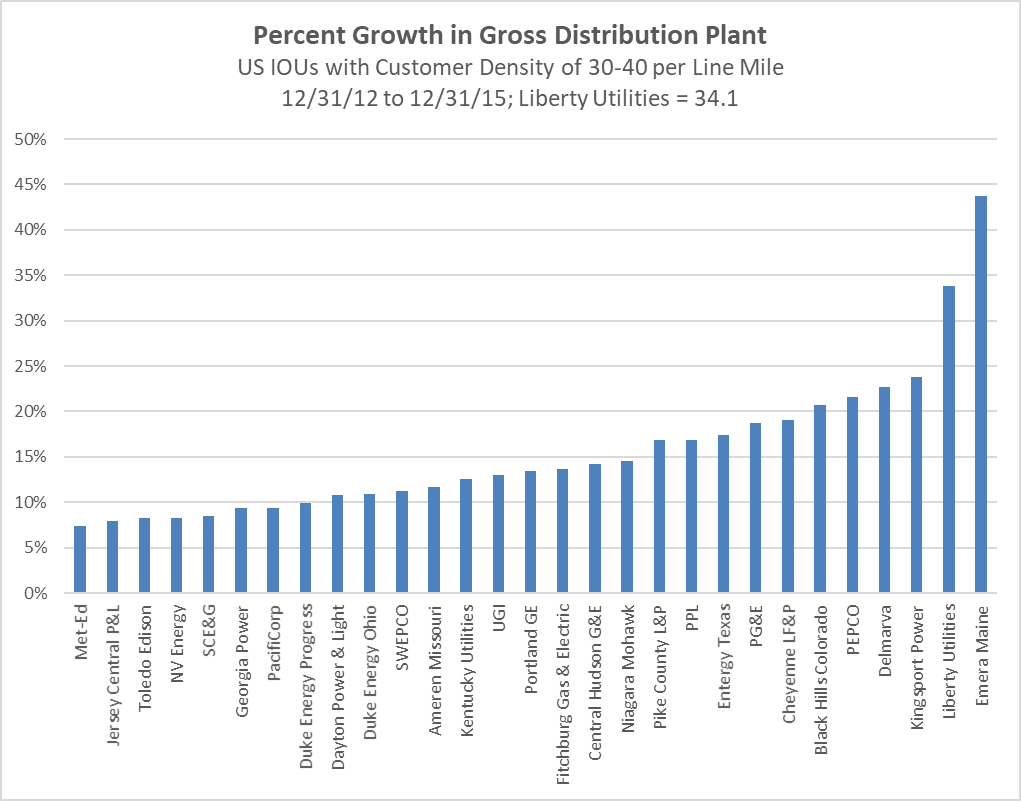 Percent Growth in Gross Distribution Plant
US IOUs with Customer Density of 30-40 per Line Mile
12/31/12 to 12/31/15; Liberty Utilities = 34.1
50%
45%
40%
35%
30%
25%
20%
15%
10%
5%
0%
Met-Ed
Jersey Central P&L
Toledo Edison
NV Energy
SCE&G
Georgia Power
PacifiCorp
Duke Energy Progress
Dayton Power & Light
Duke Energy Ohio
SWEPCO
Ameren Missouri
Kentucky Utilities
UGI
Portland GE
Fitchburg Gas & Electric
Central Hudson G&E
Niagara Mohawk
Pike County L&P
PPL
Entergy Texas
PG&E
Cheyenne LF&P
Black Hills Colorado
PEPCO
Delmarva
Kingsport Power
Liberty Utilities
Emera Maine